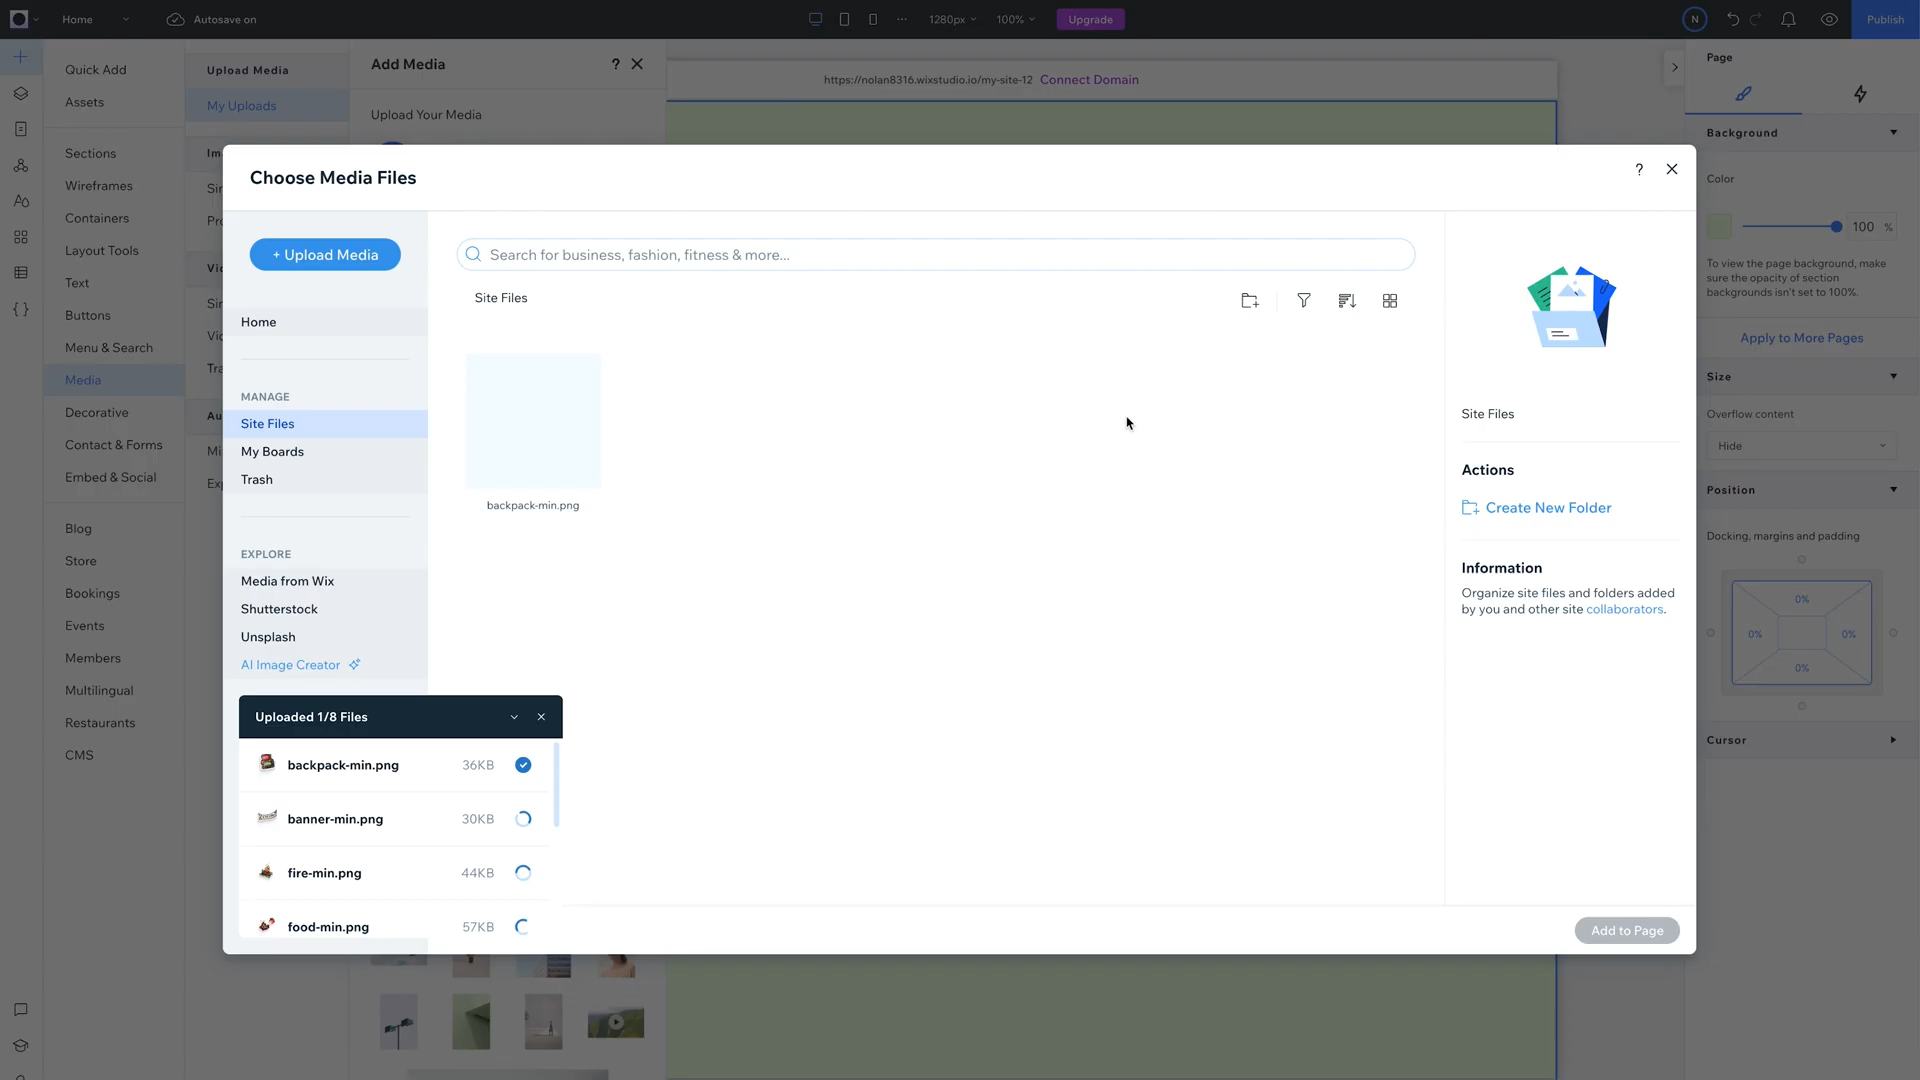 Home
Autosave on
1280px
100%
Upgrade
N
Publish
Quick Add
Assets
Sections
Wireframes
Containers
Layout Tools
Text
Buttons
Menu & Search
Media
Decorative
Contact & Forms
Embed & Social
Blog
Store
Bookings
Events
Members
Multilingual
Restaurants
CMS
Upload Media
My Uploads
Add Media
?
Upload Your Media
https://nolan8316.wixstudio.io/my-site-12 Connect Domain
Choose Media Files
?
+ Upload Media
Home
MANAGE
Site Files
My Boards
Trash
EXPLORE
Media from Wix
Shutterstock
Unsplash
AI Image Creator
Search for business, fashion, fitness & more...
Site Files
backpack-min.png
Uploaded 1/8 Files
backpack-min.png 36KB
banner-min.png 30KB
fire-min.png 44KB
food-min.png 57KB
Site Files
Actions
Create New Folder
Information
Organize site files and folders added
by you and other site collaborators.
Add to Page
Page
Background
Color
100 %
To view the page background, make
sure the opacity of section
backgrounds isn't set to 100%.
Apply to More Pages
Size
Overflow content
Hide
Position
Docking, margins and padding
0%
0% 0%
0%
Cursor